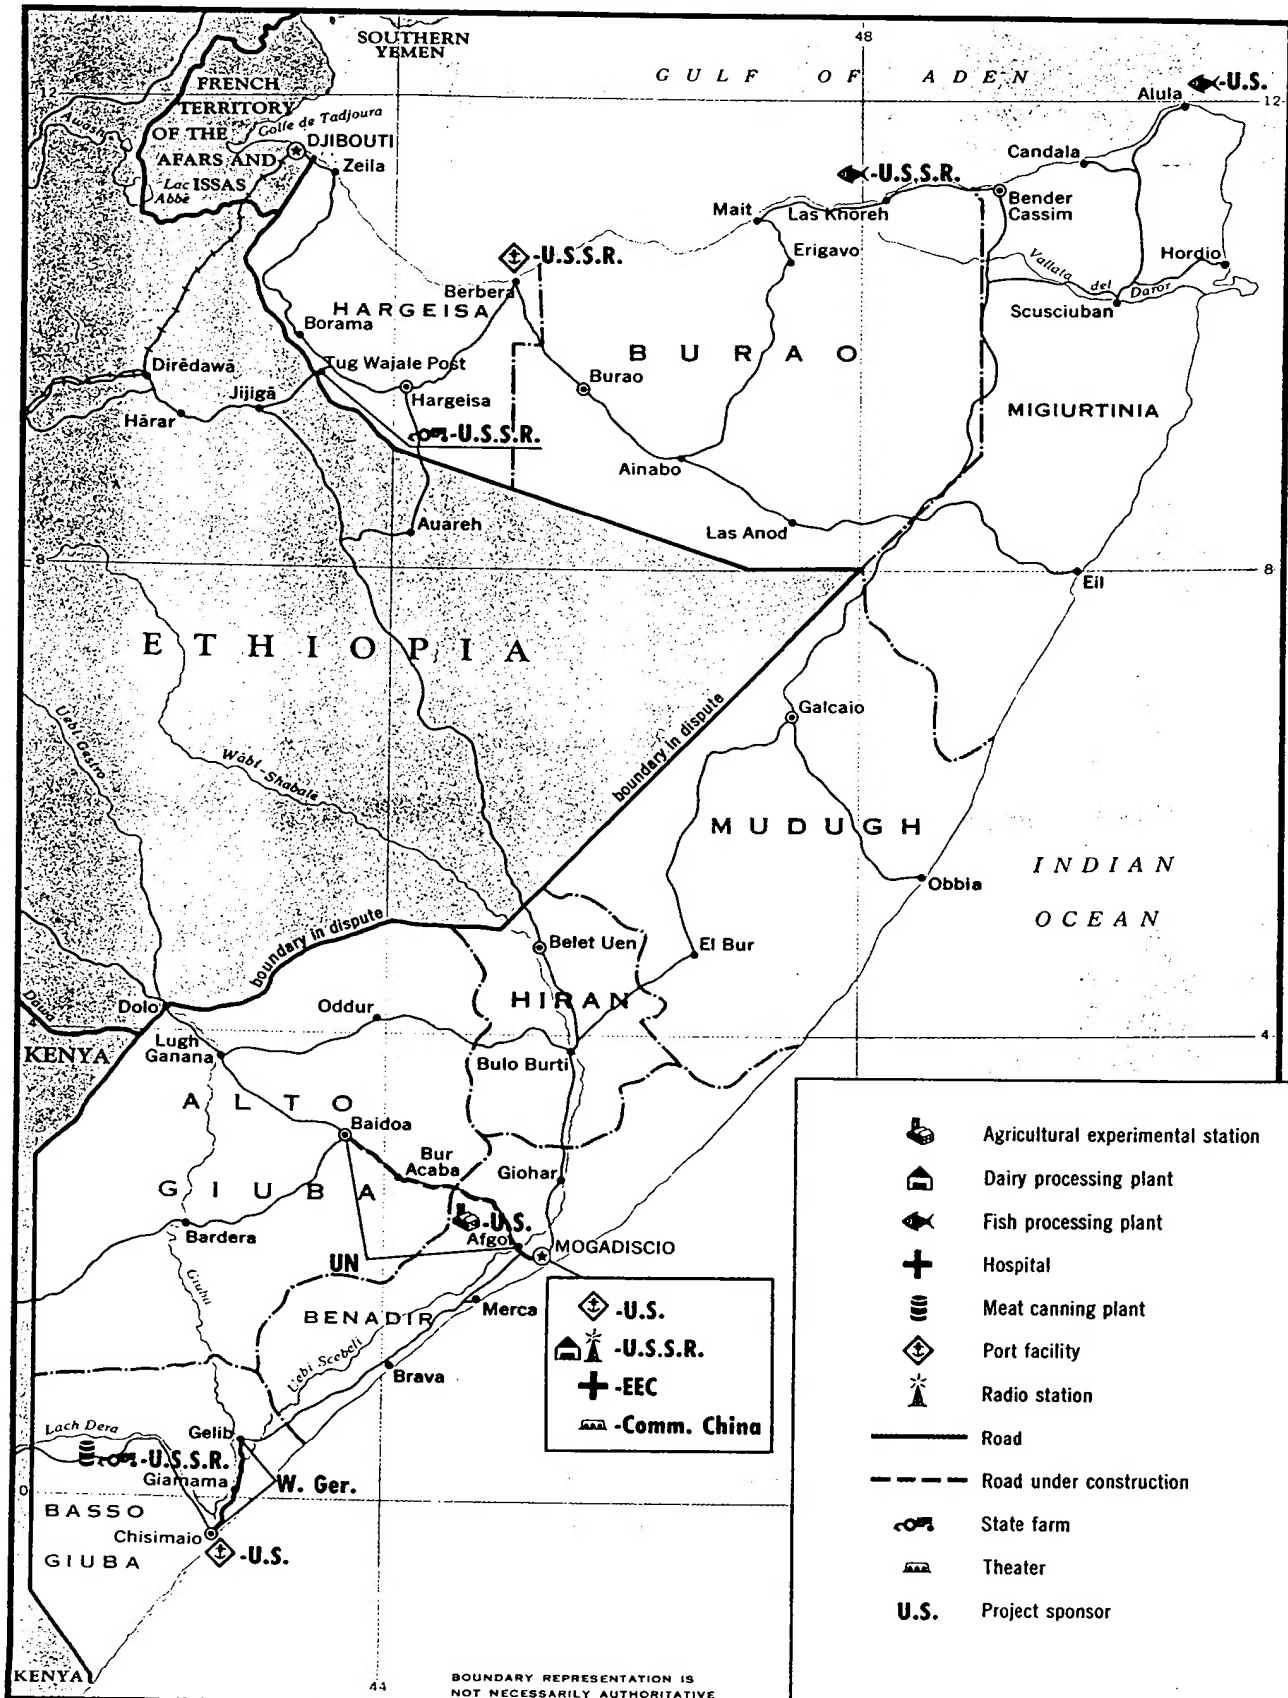 SOUTHERN
YEMEN
48
GULF OF ADEN
12
12
FRENCH
TERRITORY
OF THE
AFARS AND
ISSAS
Awash
Golfe de Tadjoura
DJIBOUTI
Zeila
Lac
Abbé
Alula
-U.S.
Candala
-U.S.S.R.
Bender
Cassim
Mait
Las Khoreh
Erigavo
Hordio
Vallata del Daror
Scusciuban
-U.S.S.R.
Berbera
HARGEISA
Borama
BURAO
Dirēdawā
Tug Wajale Post
Jijigā
Hargeisa
Burao
MIGIURTINIA
Hārar
-U.S.S.R.
Ainabo
Auareh
Las Anod
8
8
Eil
ETHIOPIA
Uebi Gestro
Wābī-Shabale
boundary in dispute
Galcaio
MUDUGH
INDIAN
OCEAN
Obbia
boundary in dispute
Belet Uen
El Bur
HIRAN
Dawa
4
Dolo
Oddur
KENYA
Lugh
Ganana
Bulo Burti
4
ALTO
Baidoa
Bur
Acaba
Giohar
GIUBA
-U.S.
Bardera
Afgoi
MOGADISCIO
UN
Giuba
BENADIR
Merca
Uebi Scebeli
Brava
-U.S.
-U.S.S.R.
-EEC
-Comm. China
Lach Dera
Gelib
-U.S.S.R.
Giamama
W. Ger.
0
BASSO
GIUBA
Chisimaio
-U.S.
KENYA
44
BOUNDARY REPRESENTATION IS
NOT NECESSARILY AUTHORITATIVE
Agricultural experimental station
Dairy processing plant
Fish processing plant
Hospital
Meat canning plant
Port facility
Radio station
Road
Road under construction
State farm
Theater
U.S. Project sponsor